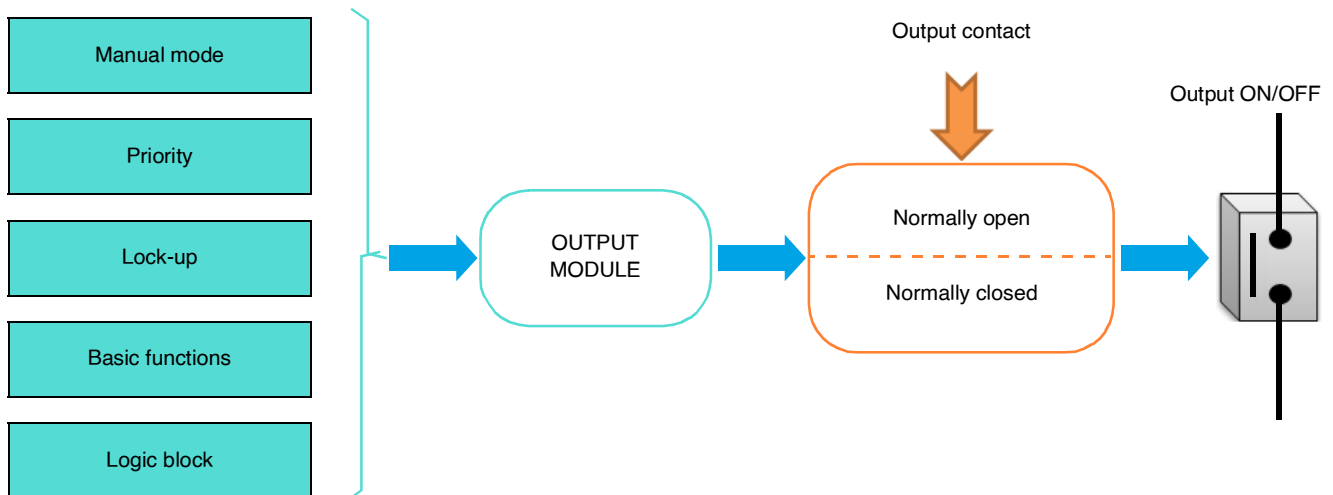 Manual mode
Priority
Lock-up
Basic functions
Logic block
OUTPUT
MODULE
Output contact
Normally open
Normally closed
Output ON/OFF